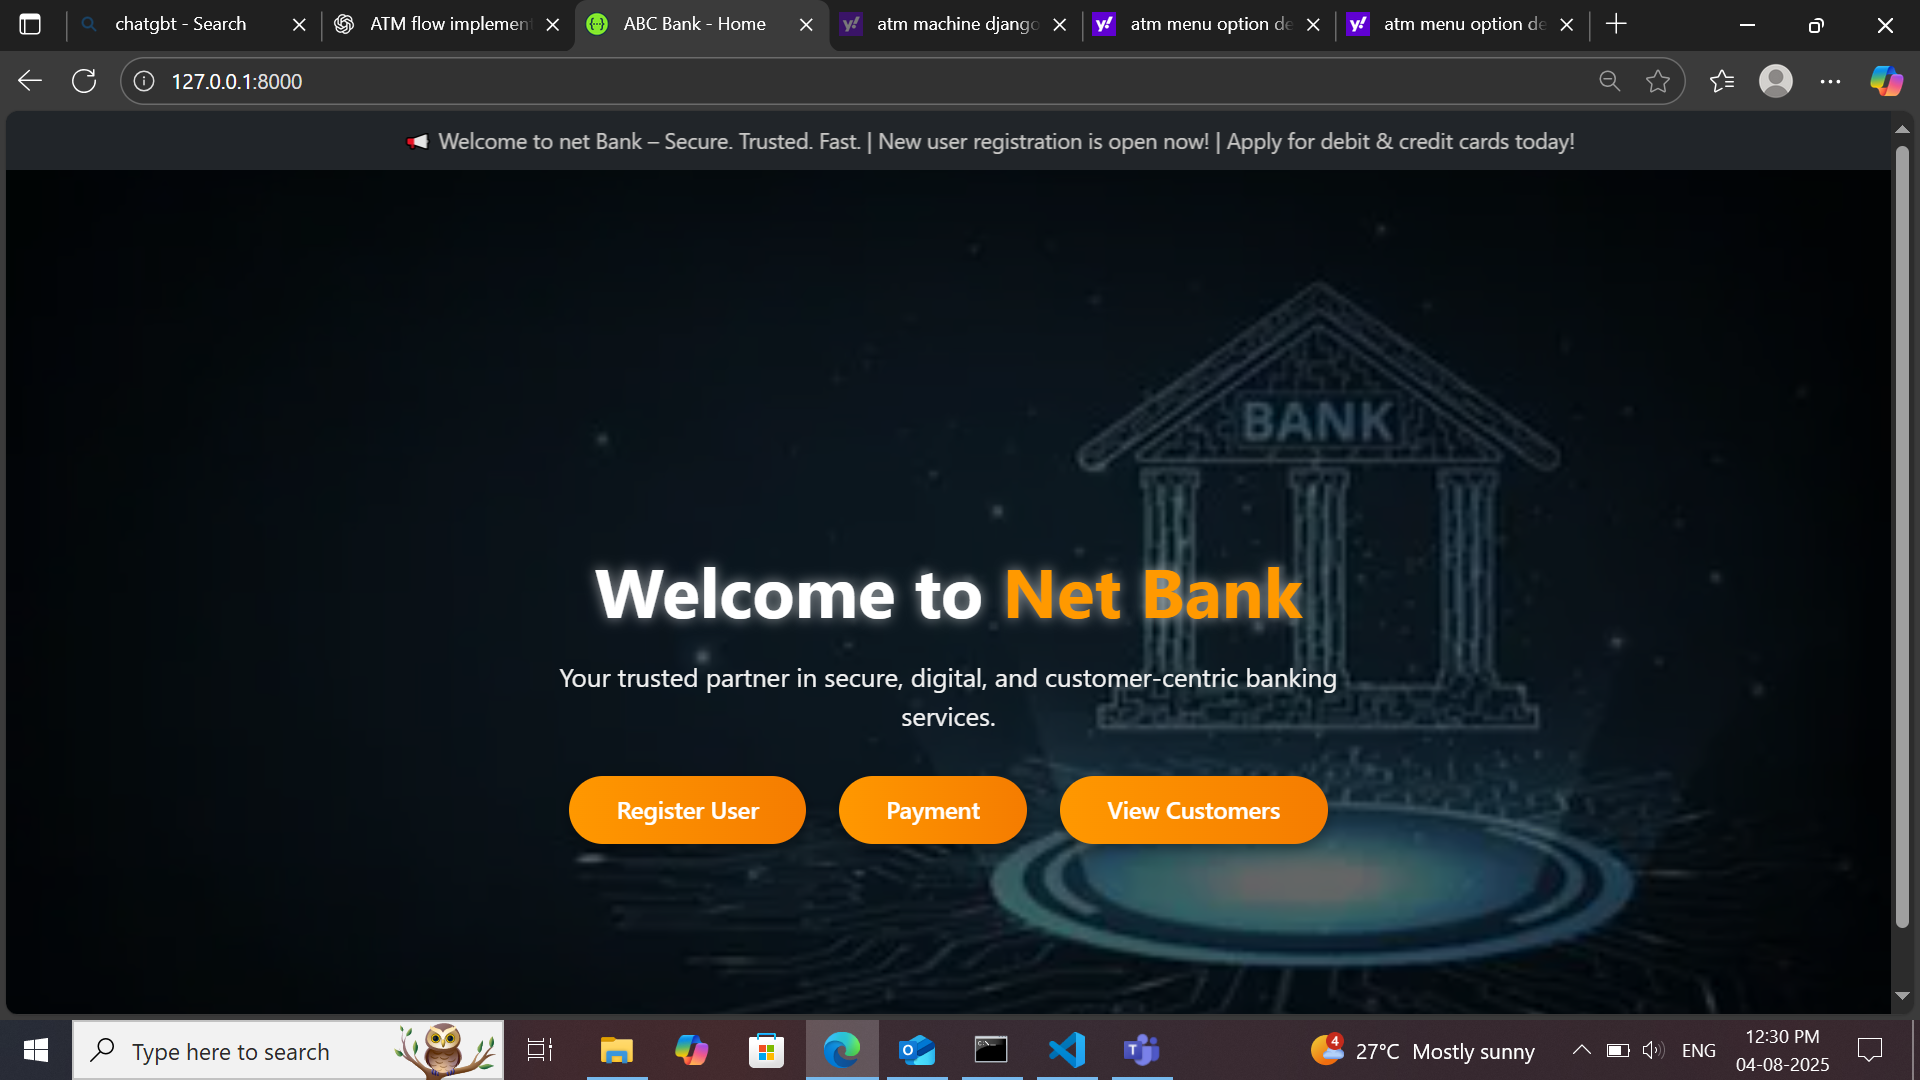 chatgbt - Search
ATM flow implemen
ABC Bank - Home
atm machine django
atm menu option de
atm menu option de
127.0.0.1:8000
📢 Welcome to net Bank – Secure. Trusted. Fast. | New user registration is open now! | Apply for debit & credit cards today!
BANK
Welcome to Net Bank
Your trusted partner in secure, digital, and customer-centric banking
services.
Register User
Payment
View Customers
Type here to search
4
27°C Mostly sunny
ENG
12:30 PM
04-08-2025